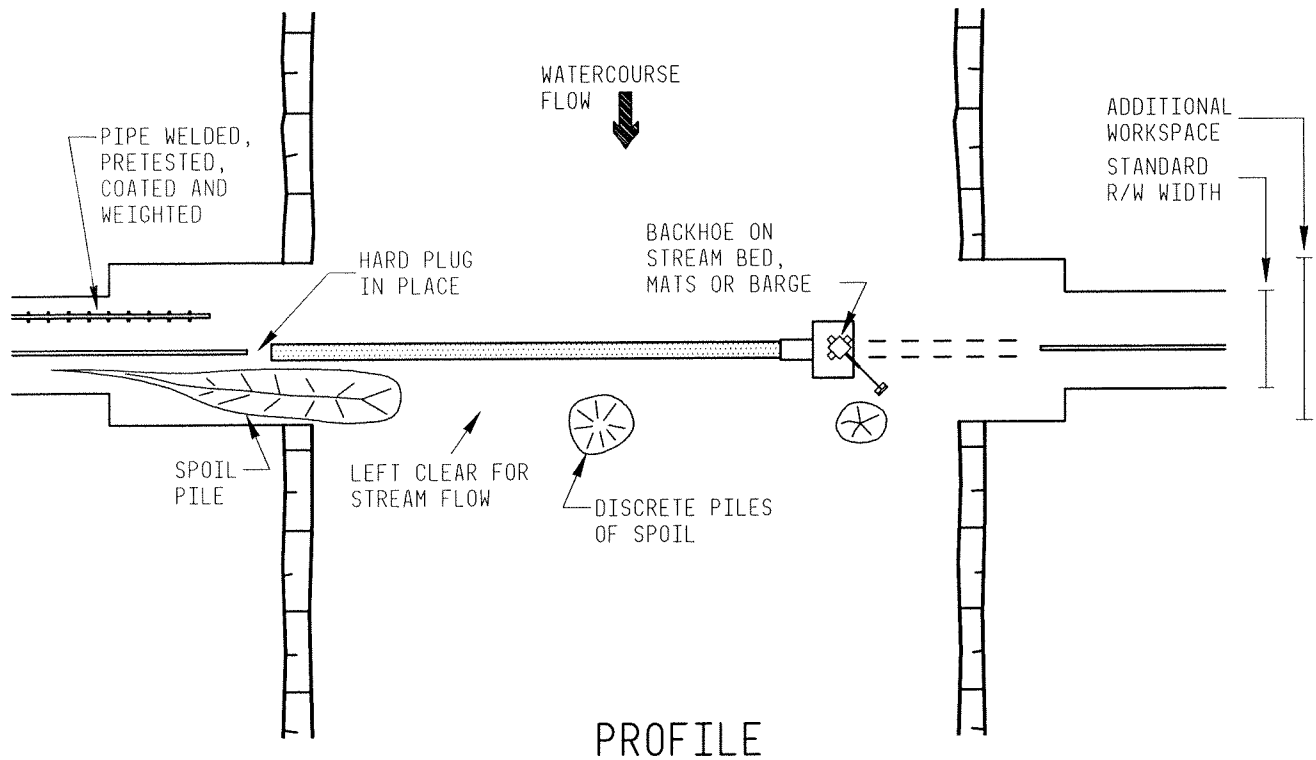 WATERCOURSE
FLOW
ADDITIONAL
WORKSPACE
STANDARD
R/W WIDTH
PIPE WELDED,
PRETESTED,
COATED AND
WEIGHTED
HARD PLUG
IN PLACE
BACKHOE ON
STREAM BED,
MATS OR BARGE
SPOIL
PILE
LEFT CLEAR FOR
STREAM FLOW
DISCRETE PILES
OF SPOIL
PROFILE